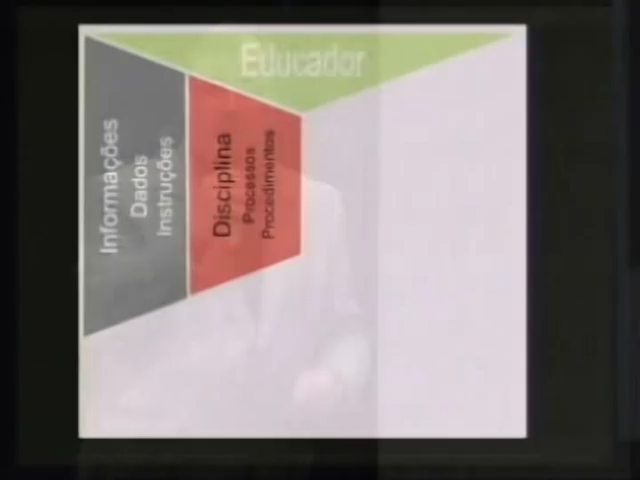 Educador
Informações
Dados
Instruções
Disciplina
Processos
Procedimentos